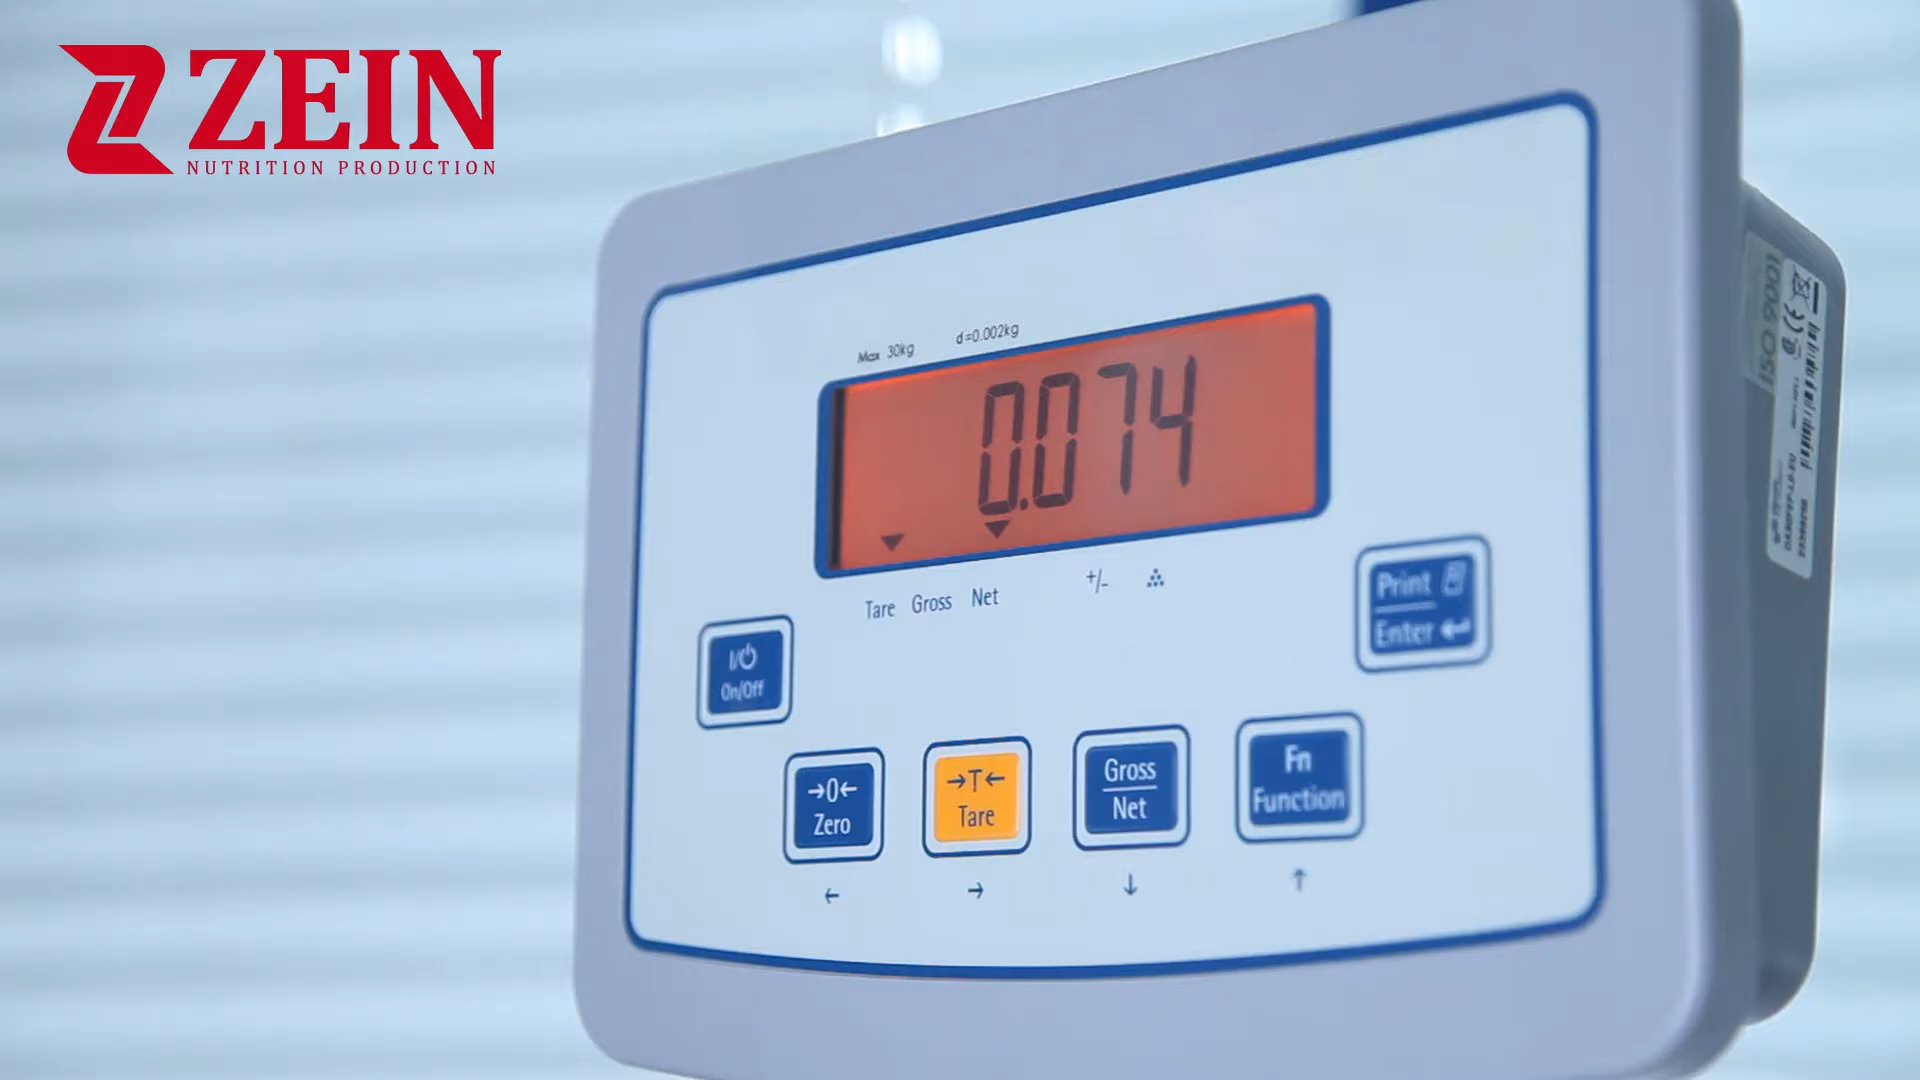 ZEIN
NUTRITION PRODUCTION
Max 30kg d=0.002kg
0.074
Tare Gross Net +/-
I/⏻
On/Off
Print
Enter
→0←
Zero
→T←
Tare
Gross
Net
Fn
Function
← → ↓ ↑
ISO 9001